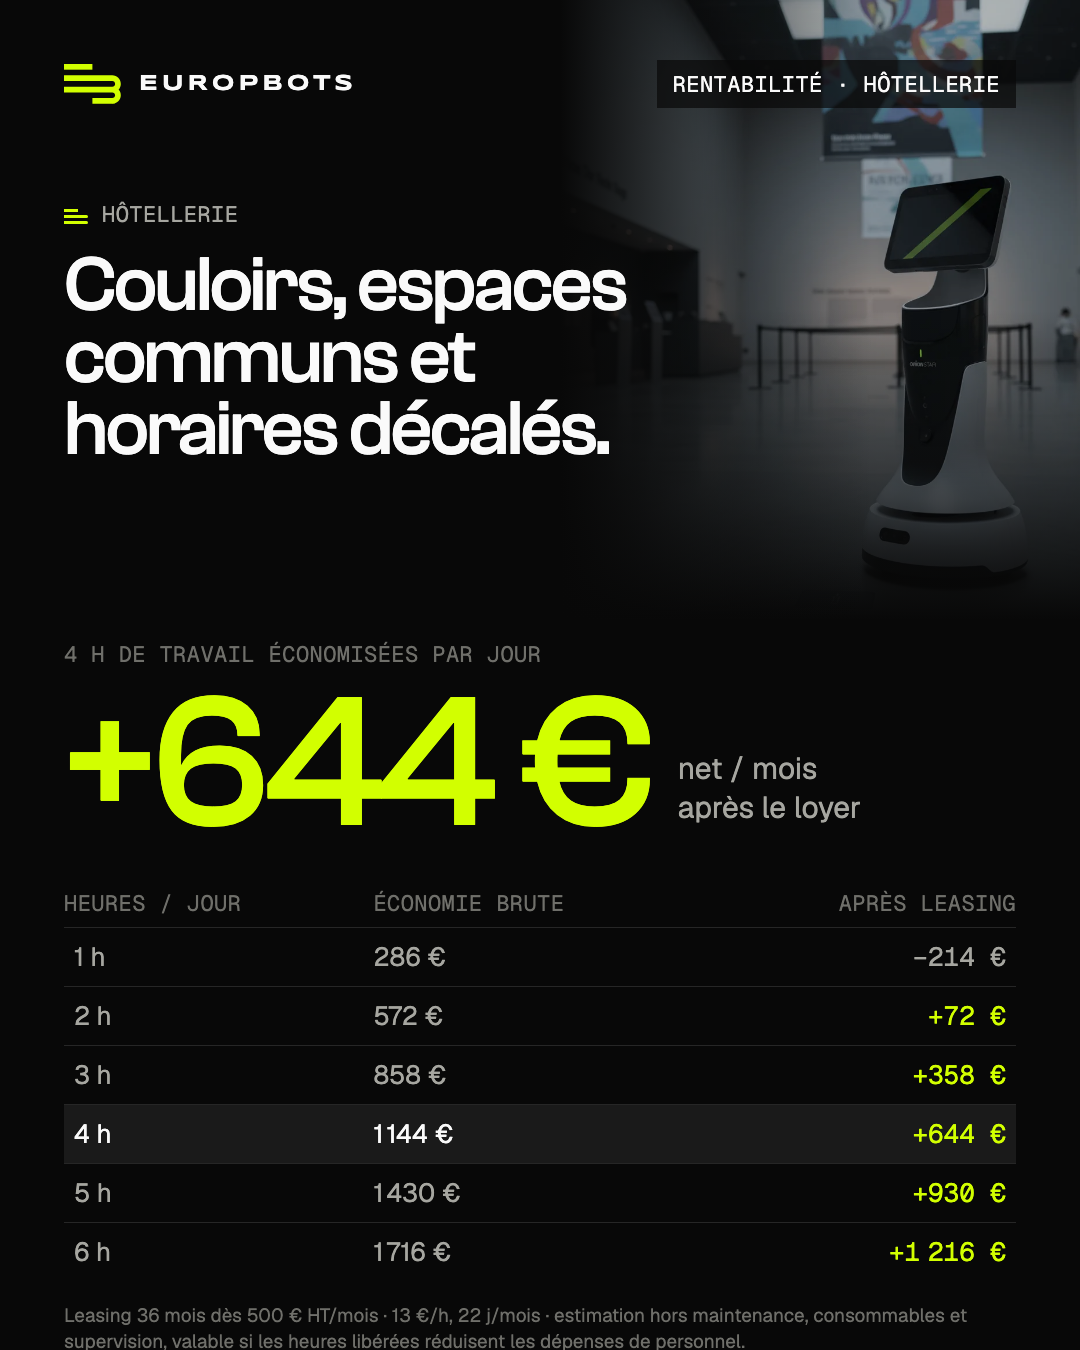 EUROPBOTS
RENTABILITÉ · HÔTELLERIE
HÔTELLERIE
Couloirs, espaces
communs et
horaires décalés.
4 H DE TRAVAIL ÉCONOMISÉES PAR JOUR
+644 €
net / mois
après le loyer
HEURES / JOUR ÉCONOMIE BRUTE APRÈS LEASING
1 h 286 € −214 €
2 h 572 € +72 €
3 h 858 € +358 €
4 h 1144 € +644 €
5 h 1430 € +930 €
6 h 1716 € +1 216 €
Leasing 36 mois dès 500 € HT/mois · 13 €/h, 22 j/mois · estimation hors maintenance, consommables et
supervision, valable si les heures libérées réduisent les dépenses de personnel.